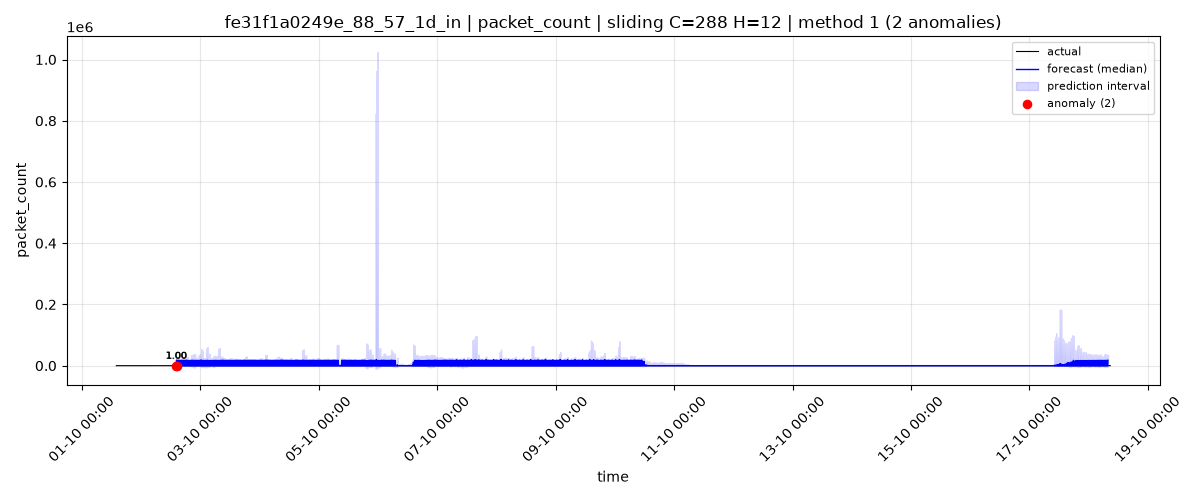 fe31f1a0249e_88_57_1d_in | packet_count | sliding C=288 H=12 | method 1 (2 anomalies)
1e6
actual
forecast (median)
prediction interval
anomaly (2)
1.0
0.8
0.6
0.4
0.2
0.0
packet_count
1.00
01-10 00:00
03-10 00:00
05-10 00:00
07-10 00:00
09-10 00:00
11-10 00:00
13-10 00:00
15-10 00:00
17-10 00:00
19-10 00:00
time